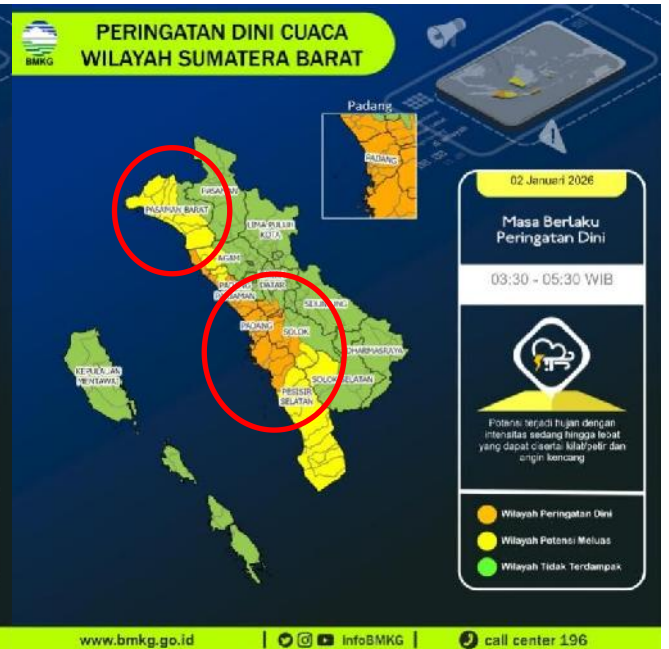 BMKG
PERINGATAN DINI CUACA
WILAYAH SUMATERA BARAT
Padang
PADANG
PASAMAN
PASAMAN BARAT
LIMA PULUH
KOTA
AGAM
PADANG
PARIAMAN
TANAH
DATAR
SIJUNJUNG
PADANG
SOLOK
DHARMASRAYA
KEPULAUAN
MENTAWAI
SOLOK SELATAN
PESISIR
SELATAN
02 Januari 2026
Masa Berlaku
Peringatan Dini
03:30 - 05:30 WIB
Potensi terjadi hujan dengan
intensitas sedang hingga lebat
yang dapat disertai kilat/petir dan
angin kencang
Wilayah Peringatan Dini
Wilayah Potensi Meluas
Wilayah Tidak Terdampak
www.bmkg.go.id
InfoBMKG
call center 196